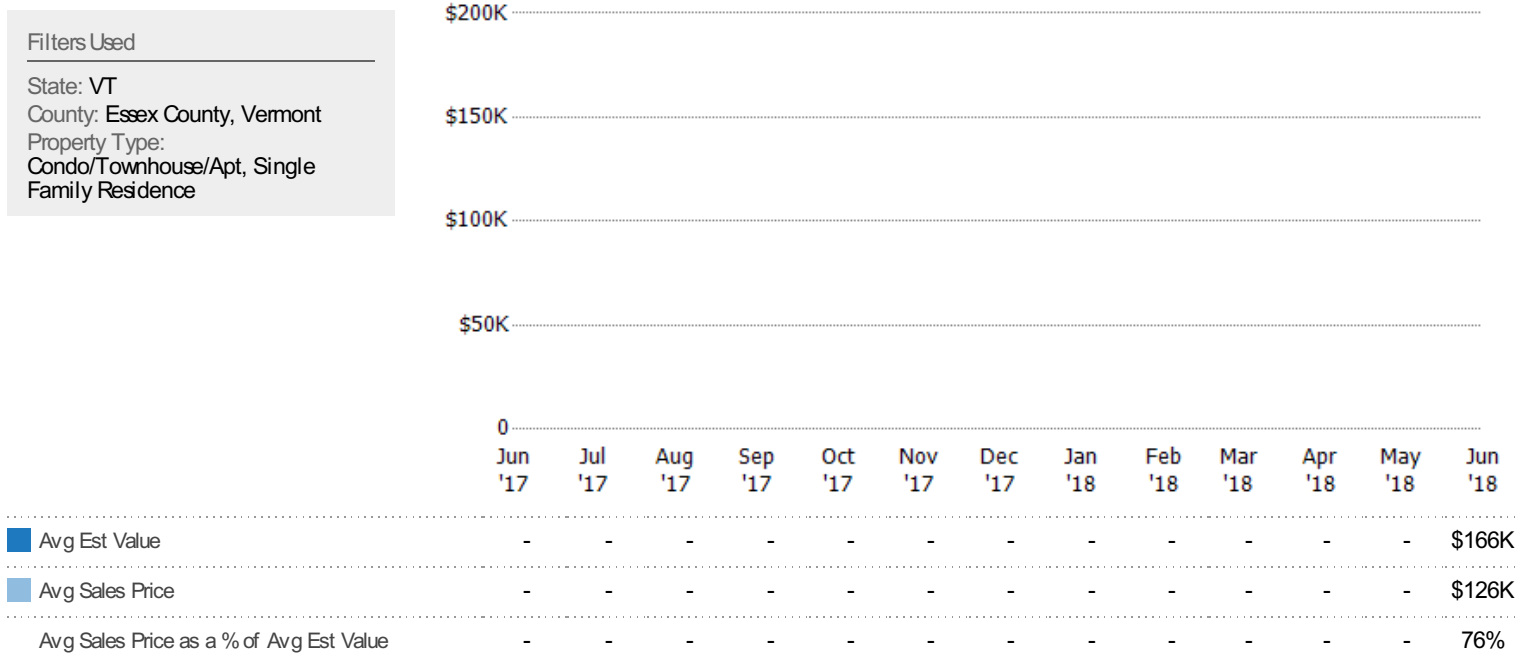 Filters Used
State: VT
County: Essex County, Vermont
Property Type:
Condo/Townhouse/Apt, Single
Family Residence
$200K
$150K
$100K
$50K
0
Jun Jul Aug Sep Oct Nov Dec Jan Feb Mar Apr May Jun
'17 '17 '17 '17 '17 '17 '17 '18 '18 '18 '18 '18 '18
Avg Est Value - - - - - - - - - - - - $166K
Avg Sales Price - - - - - - - - - - - - $126K
Avg Sales Price as a % of Avg Est Value - - - - - - - - - - - - 76%